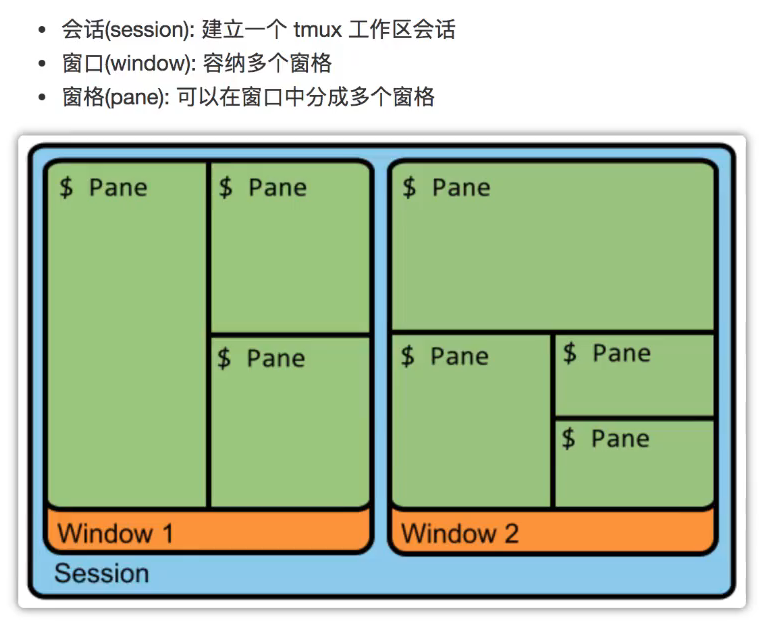 会话(session): 建立一个 tmux 工作区会话
窗口(window): 容纳多个窗格
窗格(pane): 可以在窗口中分成多个窗格
$ Pane
$ Pane
$ Pane
Window 1
$ Pane
$ Pane
$ Pane
$ Pane
Window 2
Session